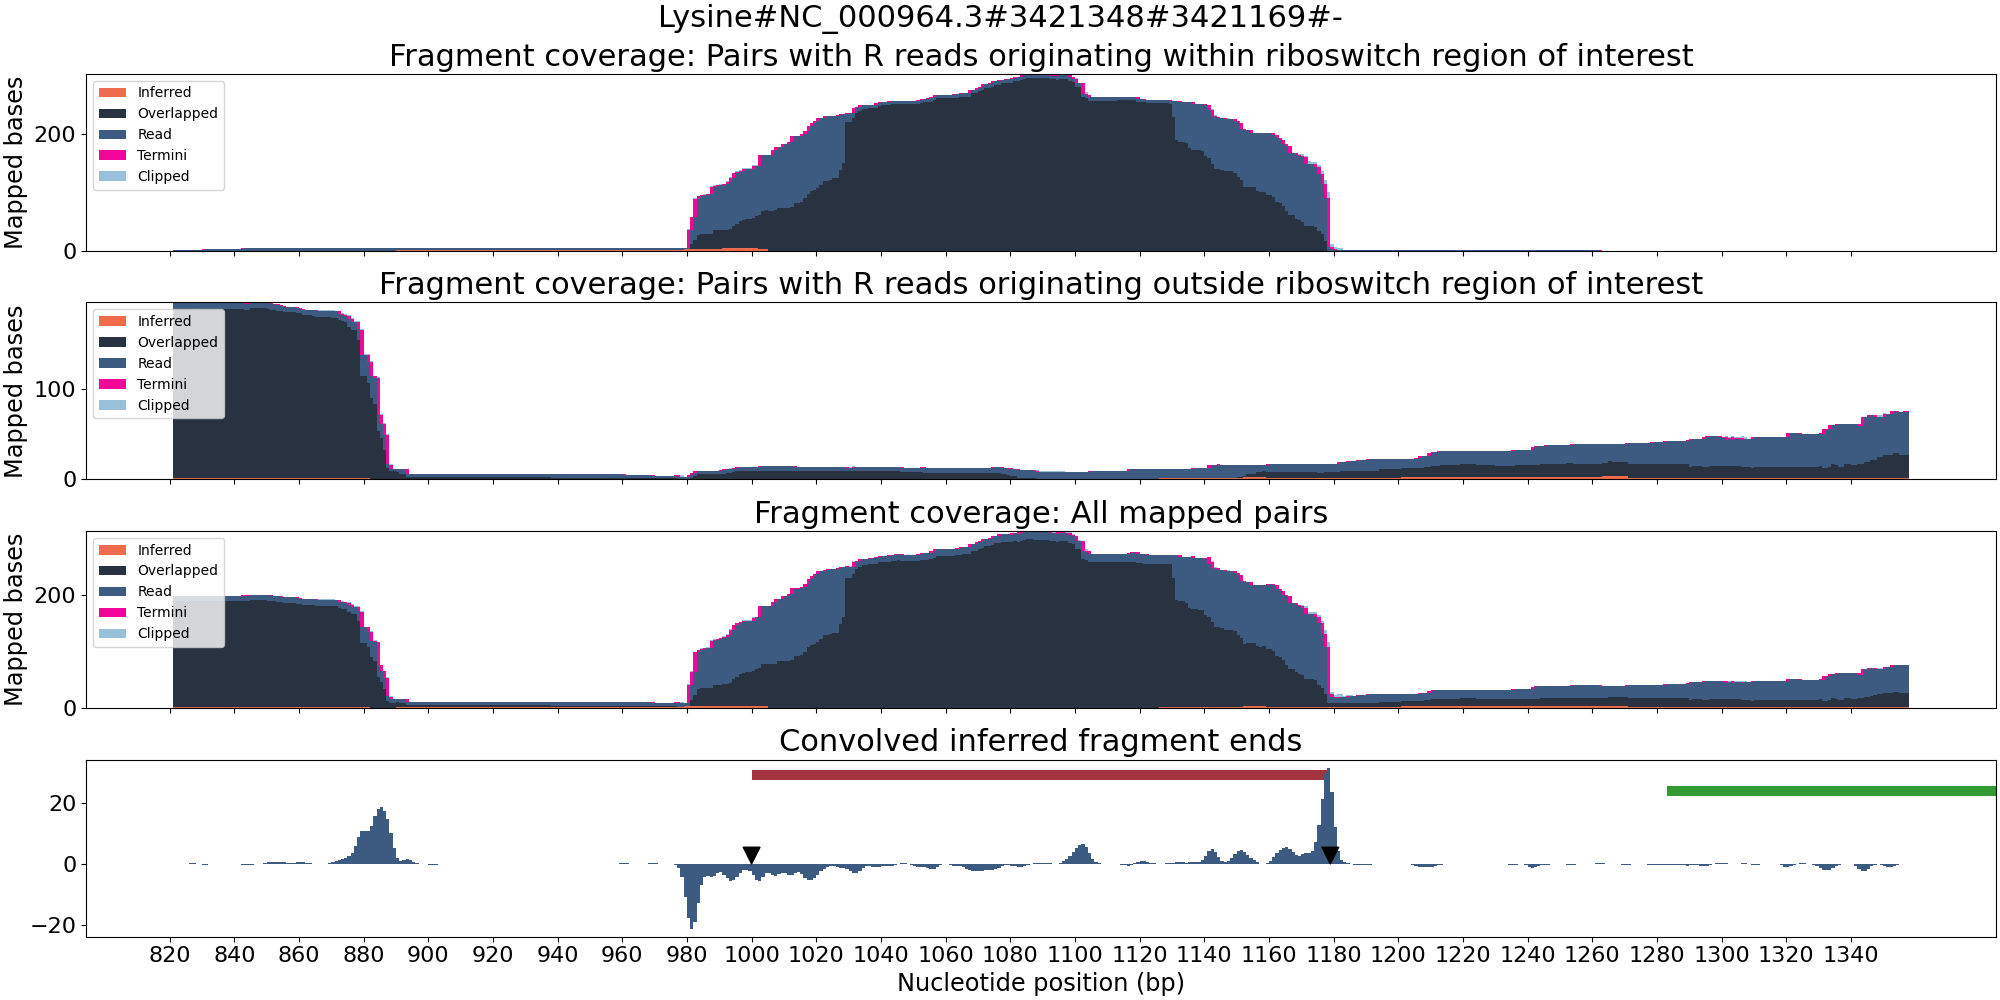 Lysine#NC_000964.3#3421348#3421169#-
Fragment coverage: Pairs with R reads originating within riboswitch region of interest
Mapped bases
200
0
Inferred
Overlapped
Read
Termini
Clipped
Fragment coverage: Pairs with R reads originating outside riboswitch region of interest
Mapped bases
100
0
Inferred
Overlapped
Read
Termini
Clipped
Fragment coverage: All mapped pairs
Mapped bases
200
0
Inferred
Overlapped
Read
Termini
Clipped
Convolved inferred fragment ends
20
0
−20
820 840 860 880 900 920 940 960 980 1000 1020 1040 1060 1080 1100 1120 1140 1160 1180 1200 1220 1240 1260 1280 1300 1320 1340
Nucleotide position (bp)